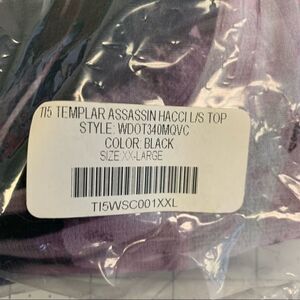 TI5 TEMPLAR ASSASSIN HACCI L/S TOP
STYLE: WDOT340MQVC
COLOR: BLACK
SIZE:XX-LARGE
TI5WSC001XXL